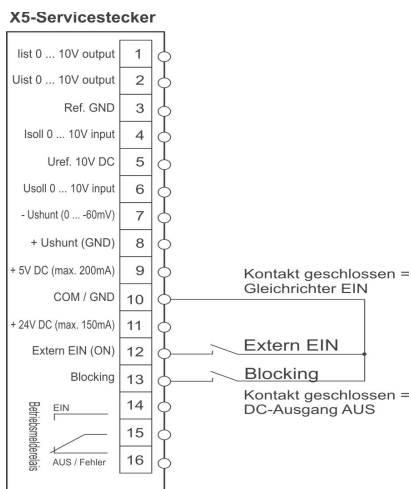 X5-Servicestecker
Iist 0 ... 10V output 1
Uist 0 ... 10V output 2
Ref. GND 3
Isoll 0 ... 10V input 4
Uref. 10V DC 5
Usoll 0 ... 10V input 6
- Ushunt (0 ... -60mV) 7
+ Ushunt (GND) 8
+ 5V DC (max. 200mA) 9
COM / GND 10
+ 24V DC (max. 150mA) 11
Extern EIN (ON) 12
Blocking 13
Betriebsmelderelais
EIN 14
15
AUS / Fehler 16
Kontakt geschlossen =
Gleichrichter EIN
Extern EIN
Blocking
Kontakt geschlossen =
DC-Ausgang AUS